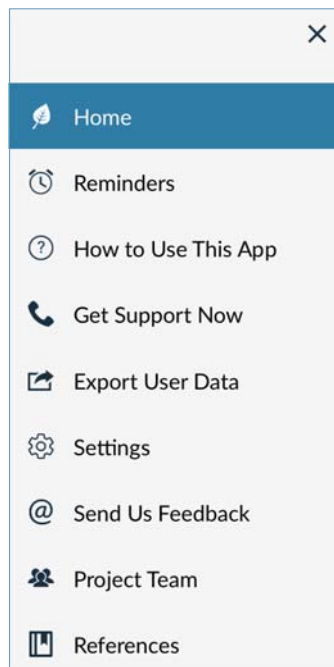 Home
Reminders
How to Use This App
Get Support Now
Export User Data
Settings
Send Us Feedback
Project Team
References